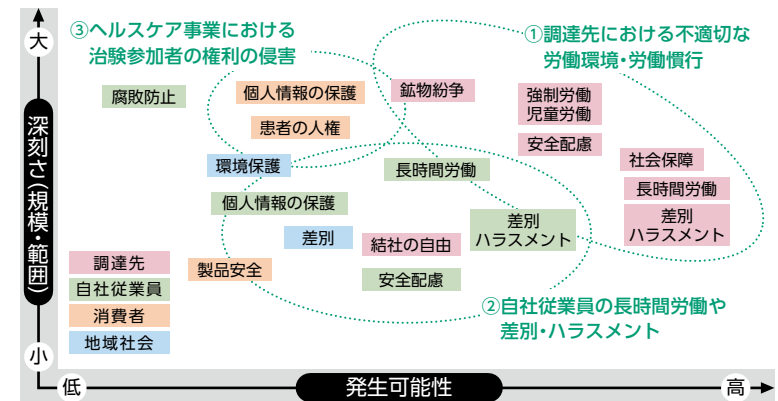 大
深刻さ(規模・範囲)
小
低
発生可能性
高
③ヘルスケア事業における
治験参加者の権利の侵害
①調達先における不適切な
労働環境・労働慣行
腐敗防止
個人情報の保護
鉱物紛争
強制労働
児童労働
患者の人権
安全配慮
環境保護
長時間労働
社会保障
長時間労働
個人情報の保護
差別
ハラスメント
差別
ハラスメント
差別
結社の自由
製品安全
安全配慮
調達先
自社従業員
消費者
地域社会
②自社従業員の長時間労働や
差別・ハラスメント